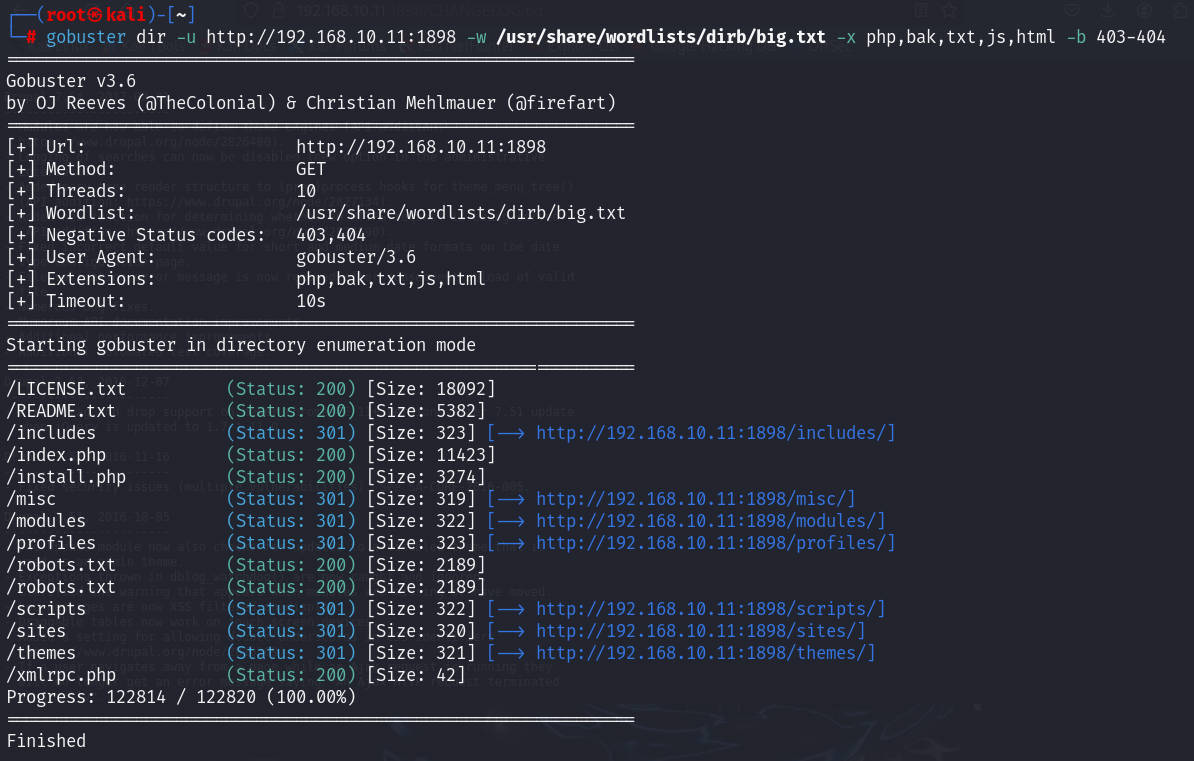 ┌──(root㉿kali)-[~]
└─# gobuster dir -u http://192.168.10.11:1898 -w /usr/share/wordlists/dirb/big.txt -x php,bak,txt,js,html -b 403-404
===============================================================
Gobuster v3.6
by OJ Reeves (@TheColonial) & Christian Mehlmauer (@firefart)
===============================================================
[+] Url:                     http://192.168.10.11:1898
[+] Method:                  GET
[+] Threads:                 10
[+] Wordlist:                /usr/share/wordlists/dirb/big.txt
[+] Negative Status codes:   403,404
[+] User Agent:              gobuster/3.6
[+] Extensions:              php,bak,txt,js,html
[+] Timeout:                 10s
===============================================================
Starting gobuster in directory enumeration mode
===============================================================
/LICENSE.txt          (Status: 200) [Size: 18092]
/README.txt           (Status: 200) [Size: 5382]
/includes             (Status: 301) [Size: 323] [--> http://192.168.10.11:1898/includes/]
/index.php            (Status: 200) [Size: 11423]
/install.php          (Status: 200) [Size: 3274]
/misc                 (Status: 301) [Size: 319] [--> http://192.168.10.11:1898/misc/]
/modules              (Status: 301) [Size: 322] [--> http://192.168.10.11:1898/modules/]
/profiles             (Status: 301) [Size: 323] [--> http://192.168.10.11:1898/profiles/]
/robots.txt           (Status: 200) [Size: 2189]
/robots.txt           (Status: 200) [Size: 2189]
/scripts              (Status: 301) [Size: 322] [--> http://192.168.10.11:1898/scripts/]
/sites                (Status: 301) [Size: 320] [--> http://192.168.10.11:1898/sites/]
/themes               (Status: 301) [Size: 321] [--> http://192.168.10.11:1898/themes/]
/xmlrpc.php           (Status: 200) [Size: 42]
Progress: 122814 / 122820 (100.00%)
===============================================================
Finished